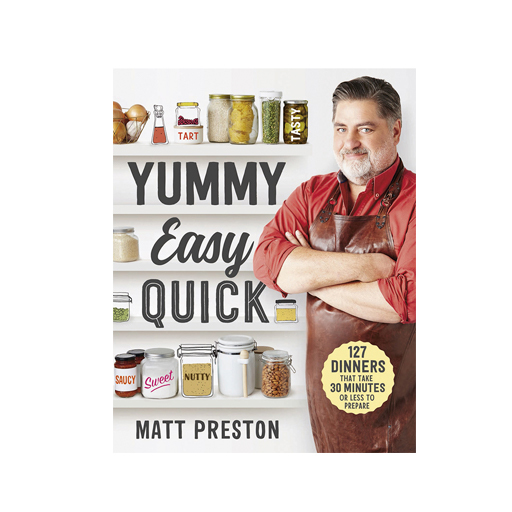 TART
TASTY
YUMMY
Easy
QUICK
SAUCY
Sweet
NUTTY
127
DINNERS
THAT TAKE
30 MINUTES
OR LESS TO
PREPARE
MATT PRESTON